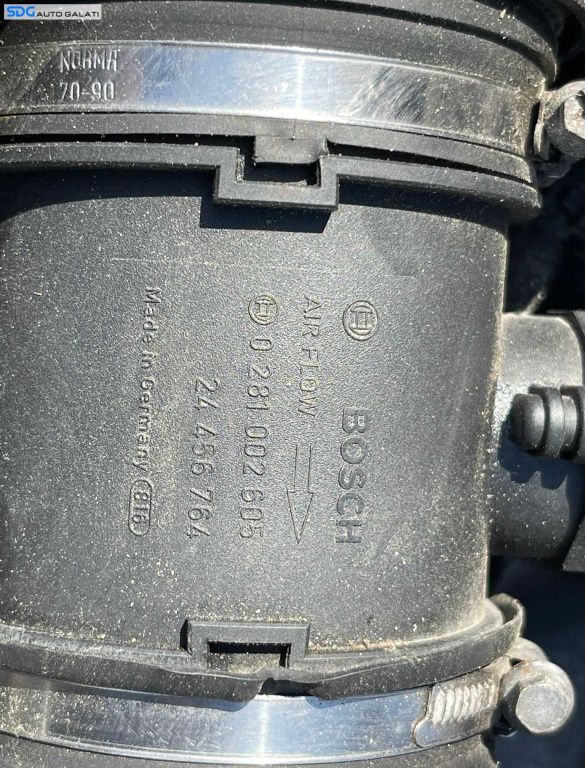 SDG AUTO GALATI
NORMA
70-90
BOSCH
AIR FLOW
0 281 002 605
24 456 764
Made in Germany 816